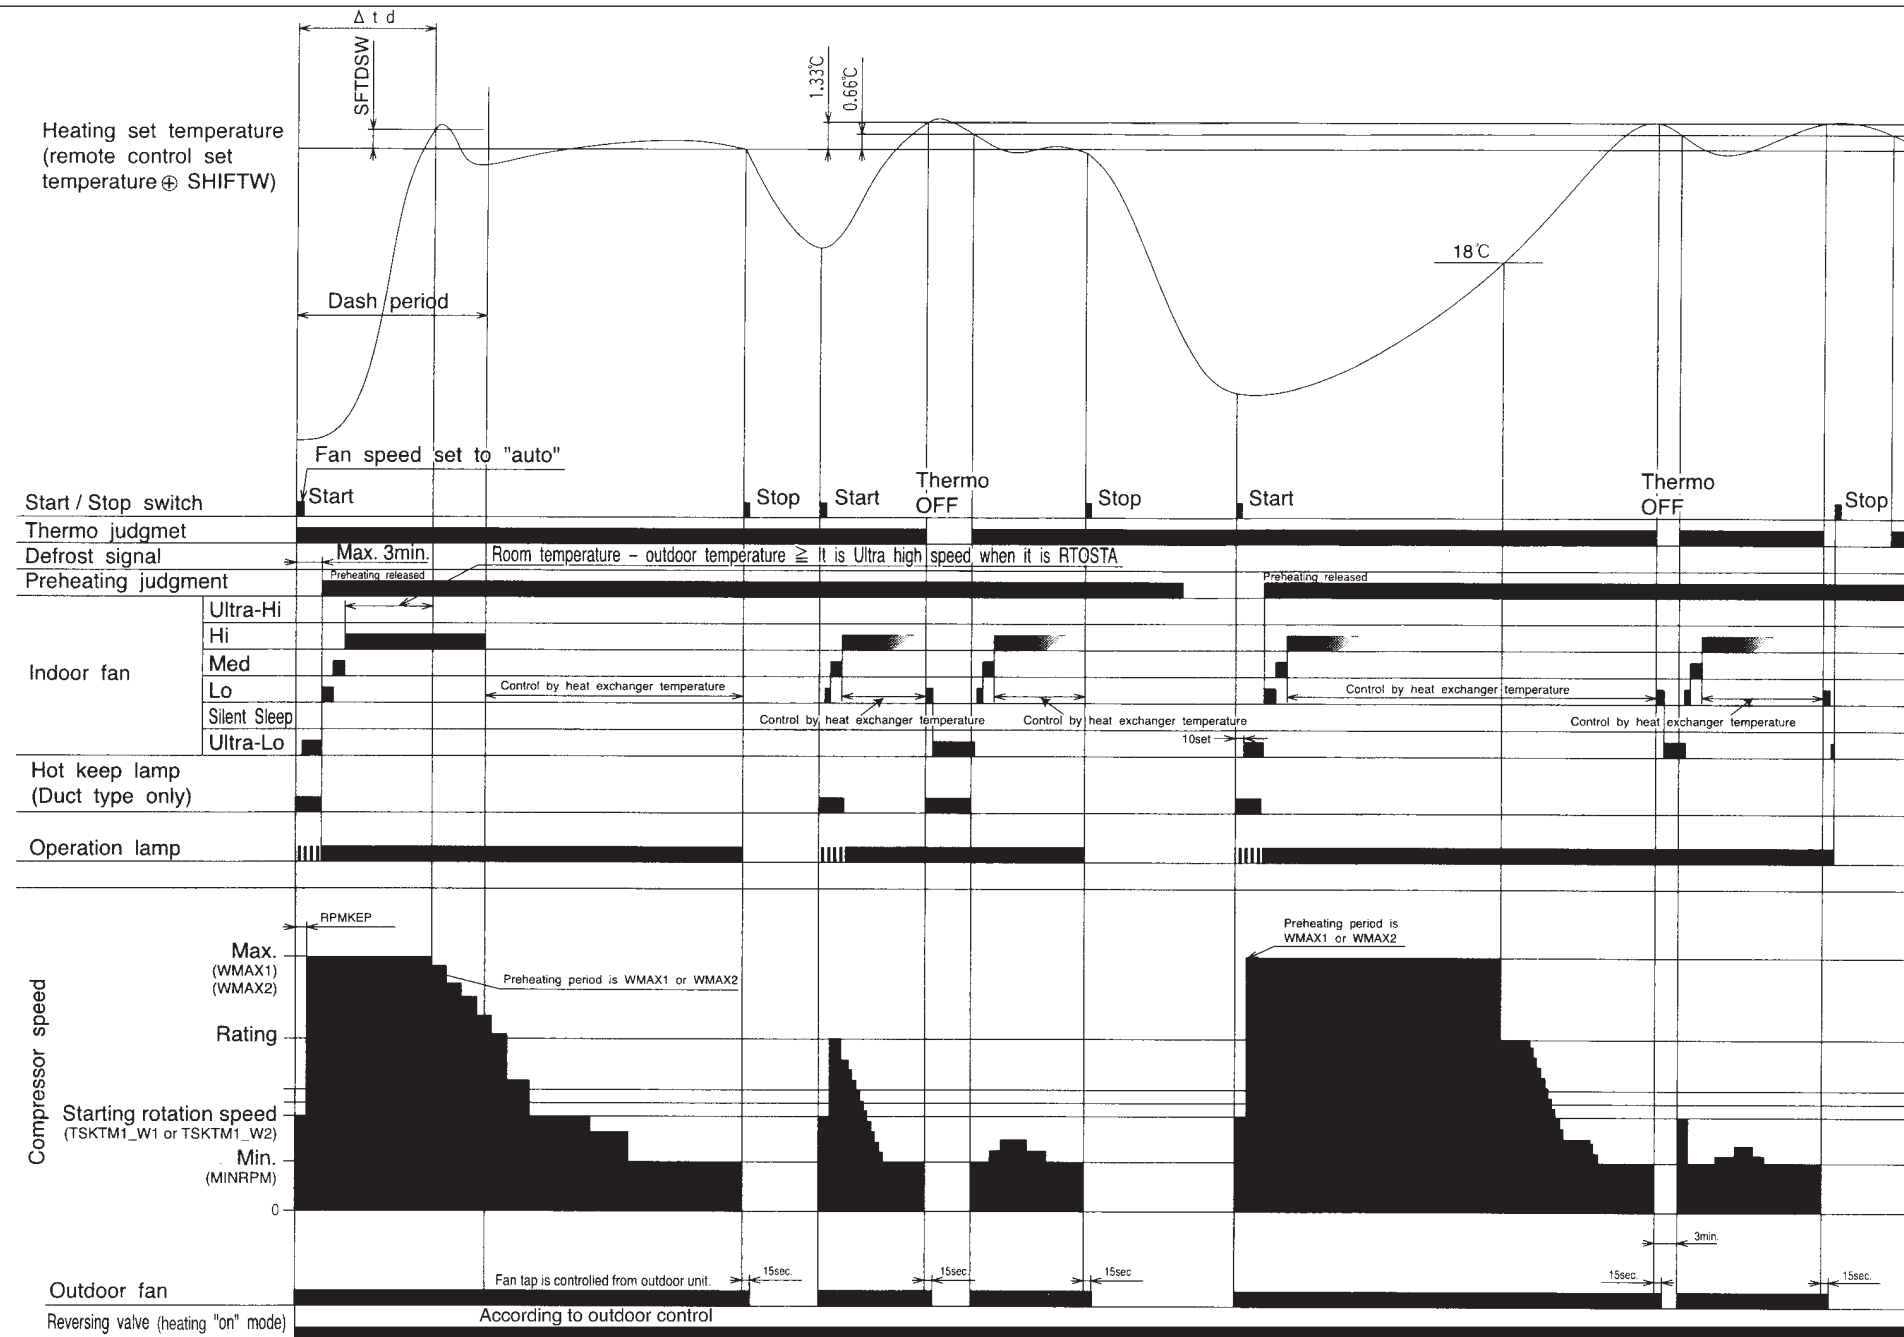 Δ t d
SFTDSW
1.33℃
0.66℃
Heating set temperature
(remote control set
temperature ⊕ SHIFTW)
18℃
Dash period
Fan speed set to "auto"
Start / Stop switch
Start
Stop
Start
Thermo
OFF
Stop
Start
Thermo
OFF
Stop
Thermo judgmet
Defrost signal
Max. 3min.
Room temperature – outdoor temperature ≧ It is Ultra high speed when it is RTOSTA
Preheating judgment
Preheating released
Preheating released
Indoor fan
Ultra-Hi
Hi
Med
Lo
Control by heat exchanger temperature
Control by heat exchanger temperature
Silent Sleep
Control by heat exchanger temperature
Control by heat exchanger temperature
Control by heat exchanger temperature
Ultra-Lo
10set
Hot keep lamp
(Duct type only)
Operation lamp
RPMKEP
Preheating period is
WMAX1 or WMAX2
Compressor speed
Max.
(WMAX1)
(WMAX2)
Preheating period is WMAX1 or WMAX2
Rating
Starting rotation speed
(TSKTM1_W1 or TSKTM1_W2)
Min.
(MINRPM)
0
3min.
Outdoor fan
Fan tap is controlled from outdoor unit.
15sec.
15sec.
15sec
15sec.
15sec.
Reversing valve (heating "on" mode)
According to outdoor control